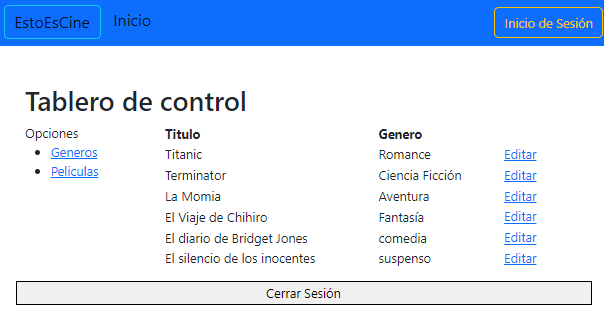 EstoEsCine Inicio Inicio de Sesión
Tablero de control
Opciones
Generos
Peliculas
Titulo Genero
Titanic Romance Editar
Terminator Ciencia Ficción Editar
La Momia Aventura Editar
El Viaje de Chihiro Fantasía Editar
El diario de Bridget Jones comedia Editar
El silencio de los inocentes suspenso Editar
Cerrar Sesión